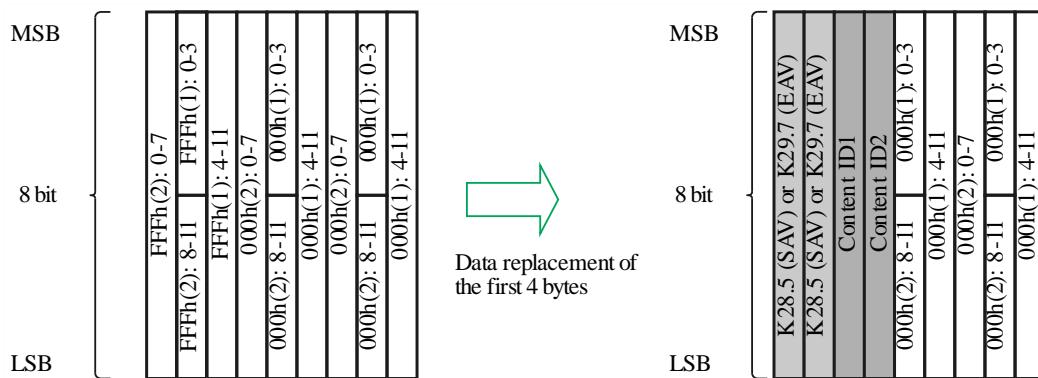 MSB
8 bit
LSB
FFFh(2): 0-7
FFFh(1): 0-3
FFFh(2): 8-11
FFFh(1): 4-11
000h(2): 0-7
000h(1): 0-3
000h(2): 8-11
000h(1): 4-11
000h(2): 0-7
000h(1): 0-3
000h(2): 8-11
000h(1): 4-11
Data replacement of
the first 4 bytes
MSB
8 bit
LSB
K28.5 (SAV) or K29.7 (EAV)
K28.5 (SAV) or K29.7 (EAV)
Content ID1
Content ID2
000h(1): 0-3
000h(2): 8-11
000h(1): 4-11
000h(2): 0-7
000h(1): 0-3
000h(2): 8-11
000h(1): 4-11